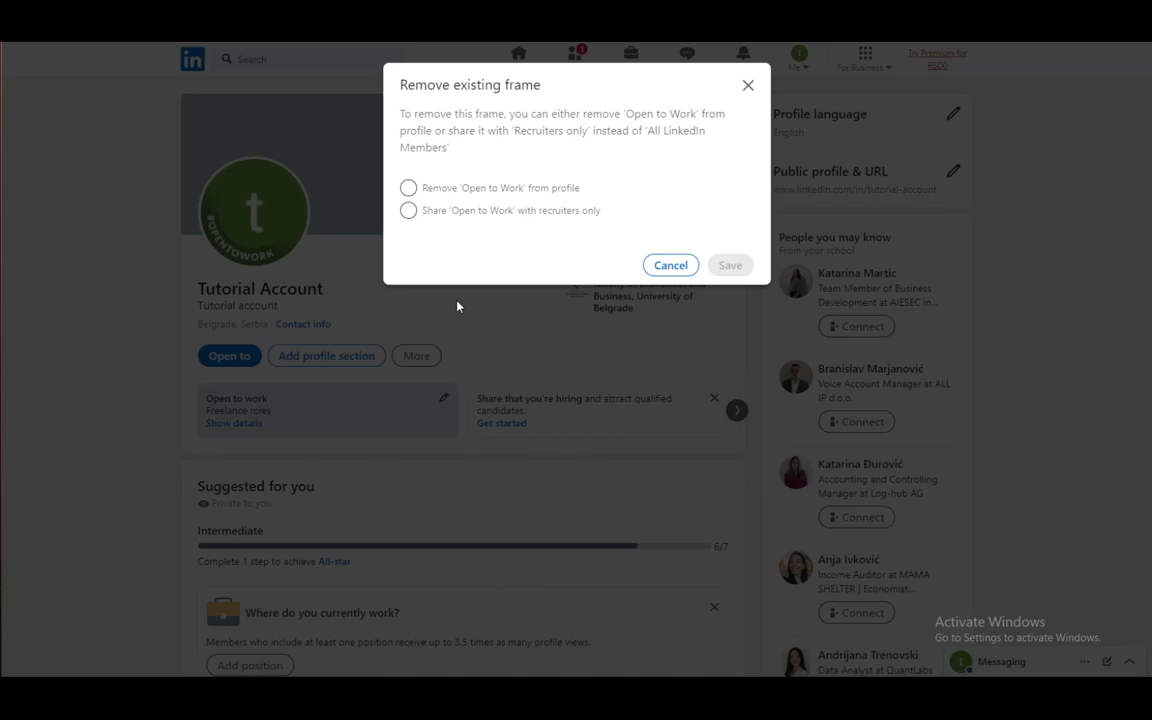 in
Search
1
Me
For Business
Try Premium for
RSD0
Remove existing frame
To remove this frame, you can either remove 'Open to Work' from
profile or share it with 'Recruiters only' instead of 'All LinkedIn
Members'
Remove 'Open to Work' from profile
Share 'Open to Work' with recruiters only
Cancel
Save
t
#OPENTOWORK
Tutorial Account
Tutorial account
Belgrade, Serbia · Contact info
Business, University of
Belgrade
Open to
Add profile section
More
Open to work
Freelance roles
Show details
Share that you're hiring and attract qualified
candidates.
Get started
Suggested for you
Private to you
Intermediate
6/7
Complete 1 step to achieve All-star
Where do you currently work?
Members who include at least one position receive up to 3.5 times as many profile views.
Add position
Profile language
English
Public profile & URL
www.linkedin.com/in/tutorial-account
People you may know
From your school
Katarina Martic
Team Member of Business
Development at AIESEC in...
Connect
Branislav Marjanović
Voice Account Manager at ALL
IP d.o.o.
Connect
Katarina Đurović
Accounting and Controlling
Manager at Log-hub AG
Connect
Anja Ivković
Income Auditor at MAMA
SHELTER | Economist...
Connect
Andrijana Trenovski
Data Analyst at QuantLabs
Activate Windows
Go to Settings to activate Windows.
t
Messaging